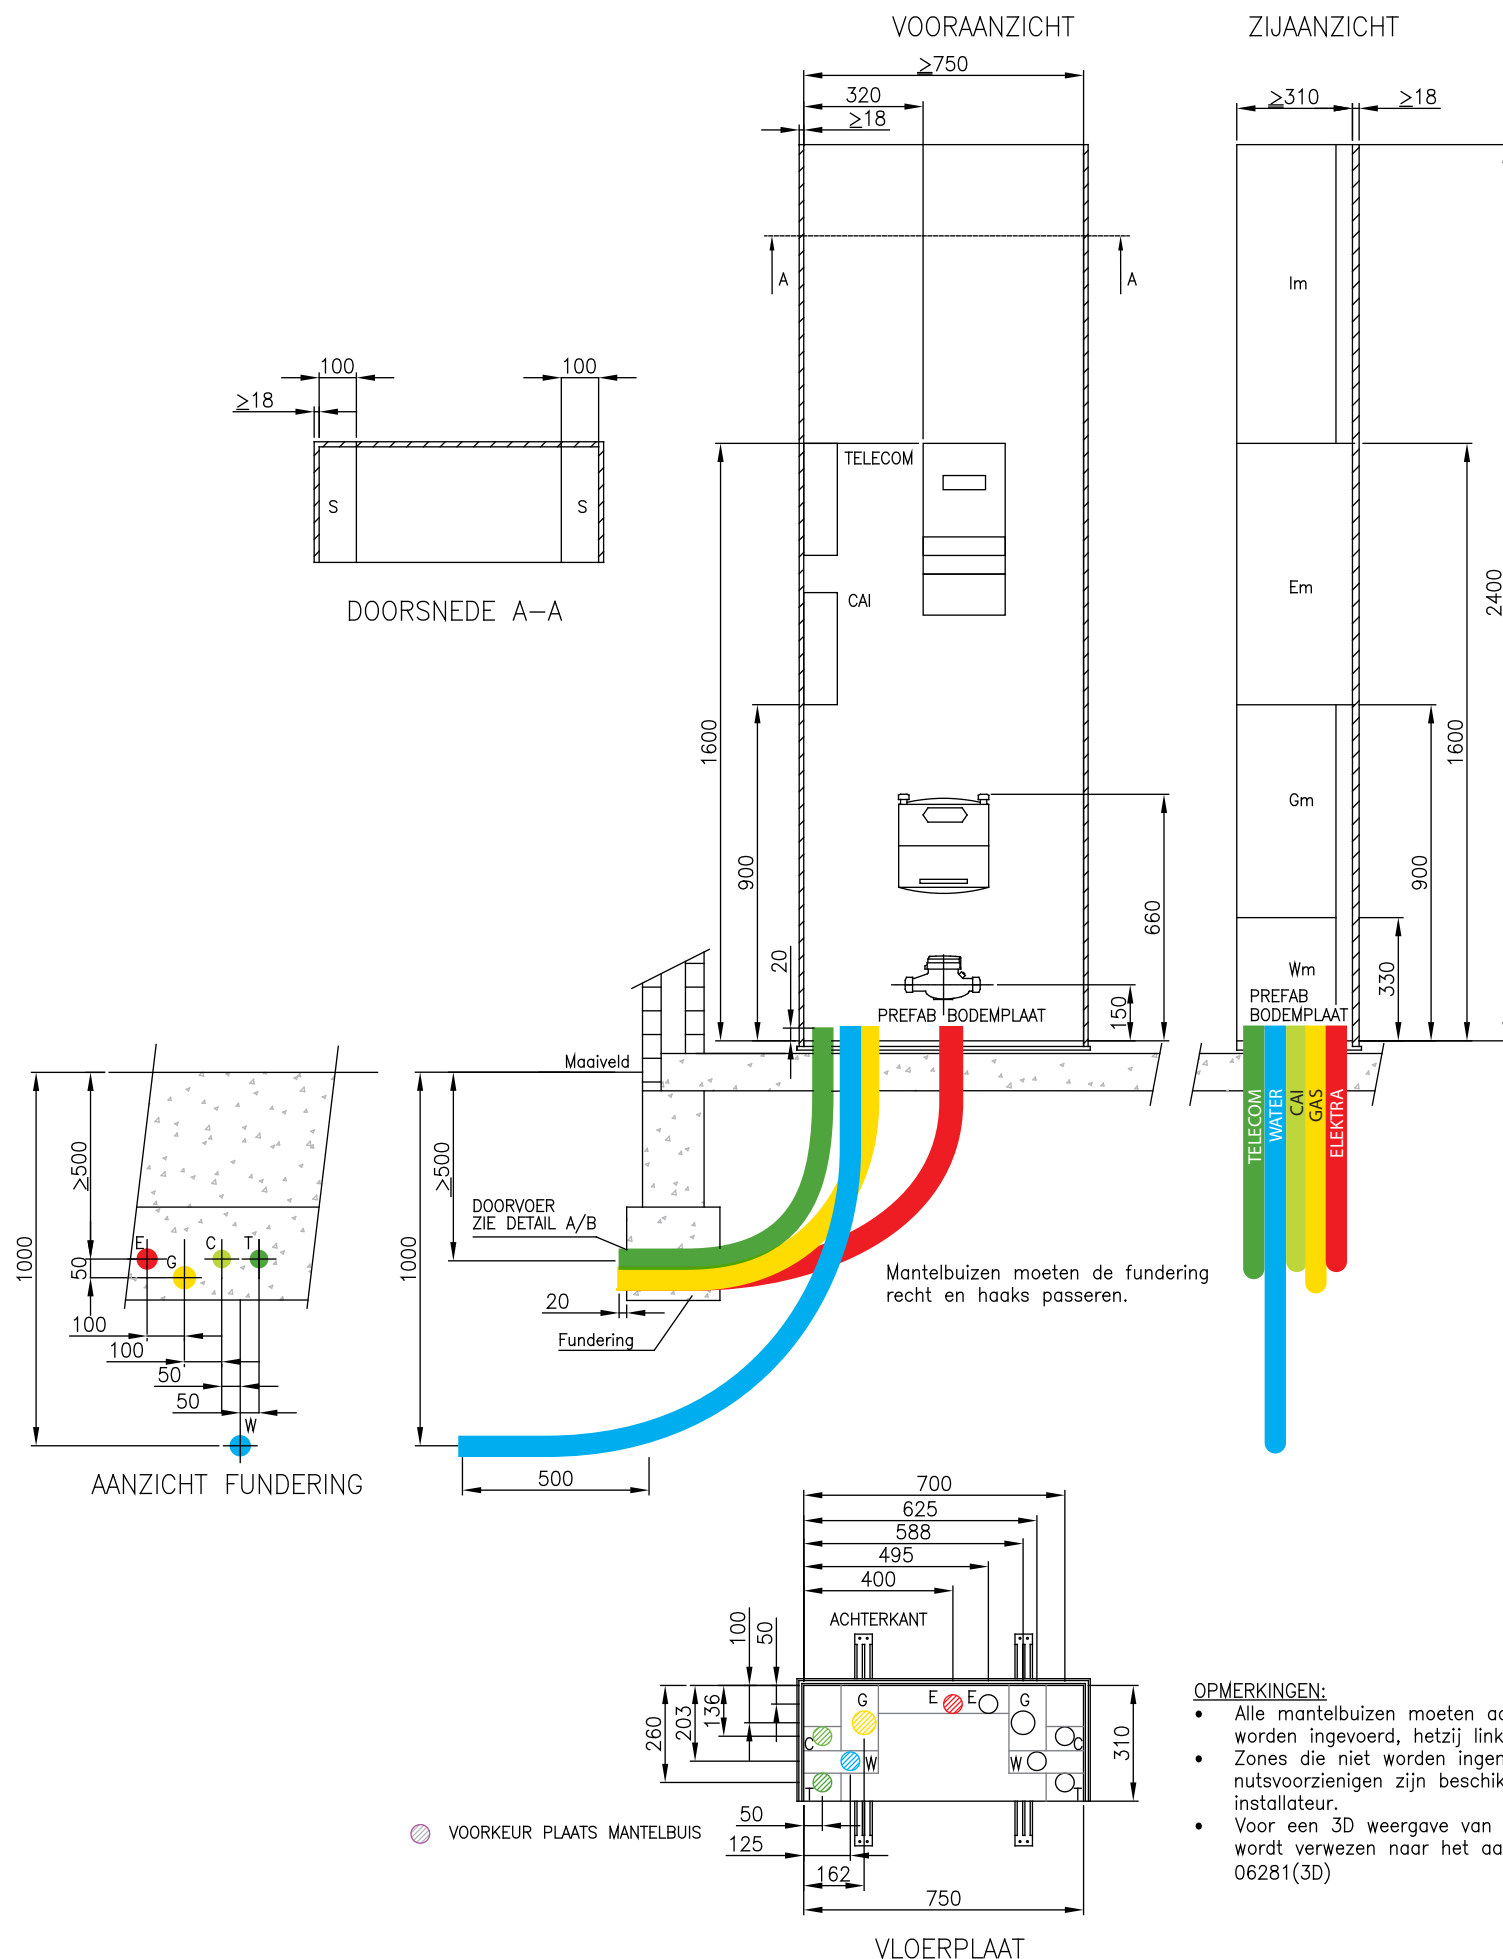 VOORAANZICHT
ZIJAANZICHT
≥750
320
≥18
≥310
≥18
A
A
Im
100
100
≥18
S
S
DOORSNEDE A–A
TELECOM
CAI
Em
2400
1600
900
1600
900
Gm
660
20
150
330
Wm
PREFAB BODEMPLAAT
PREFAB
BODEMPLAAT
Maaiveld
TELECOM
WATER
CAI
GAS
ELEKTRA
≥500
1000
50
E
G
C
T
100
100
50
50
W
AANZICHT FUNDERING
≥500
1000
DOORVOER
ZIE DETAIL A/B
20
Fundering
500
Mantelbuizen moeten de fundering
recht en haaks passeren.
700
625
588
495
400
ACHTERKANT
100
50
260
203
136
310
G
E
E
G
C
C
W
W
T
T
50
125
162
750
VLOERPLAAT
VOORKEUR PLAATS MANTELBUIS
OPMERKINGEN:
• Alle mantelbuizen moeten
worden ingevoerd, hetzij
• Zones die niet worden
nutsvoorzienigen zijn
installateur.
• Voor een 3D weergave van
wordt verwezen naar het
06281(3D)